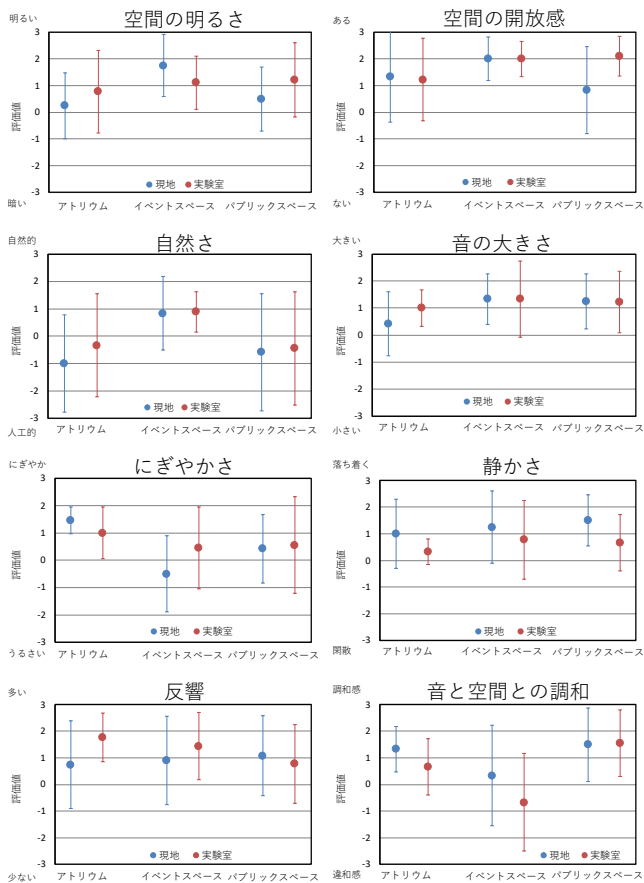 空間の明るさ
明るい
3
2
1
0
-1
-2
-3
評価値
暗い
現地 実験室
アトリウム イベントスペース パブリックスペース
空間の開放感
ある
3
2
1
0
-1
-2
-3
評価値
ない
現地 実験室
アトリウム イベントスペース パブリックスペース
自然さ
自然的
3
2
1
0
-1
-2
-3
評価値
人工的
現地 実験室
アトリウム イベントスペース パブリックスペース
音の大きさ
大きい
3
2
1
0
-1
-2
-3
評価値
小さい
現地 実験室
アトリウム イベントスペース パブリックスペース
にぎやかさ
にぎやか
3
2
1
0
-1
-2
-3
評価値
うるさい
現地 実験室
アトリウム イベントスペース パブリックスペース
静かさ
落ち着く
3
2
1
0
-1
-2
-3
評価値
閑散
現地 実験室
アトリウム イベントスペース パブリックスペース
反響
多い
3
2
1
0
-1
-2
-3
評価値
少ない
現地 実験室
アトリウム イベントスペース パブリックスペース
音と空間との調和
調和感
3
2
1
0
-1
-2
-3
評価値
違和感
現地 実験室
アトリウム イベントスペース パブリックスペース